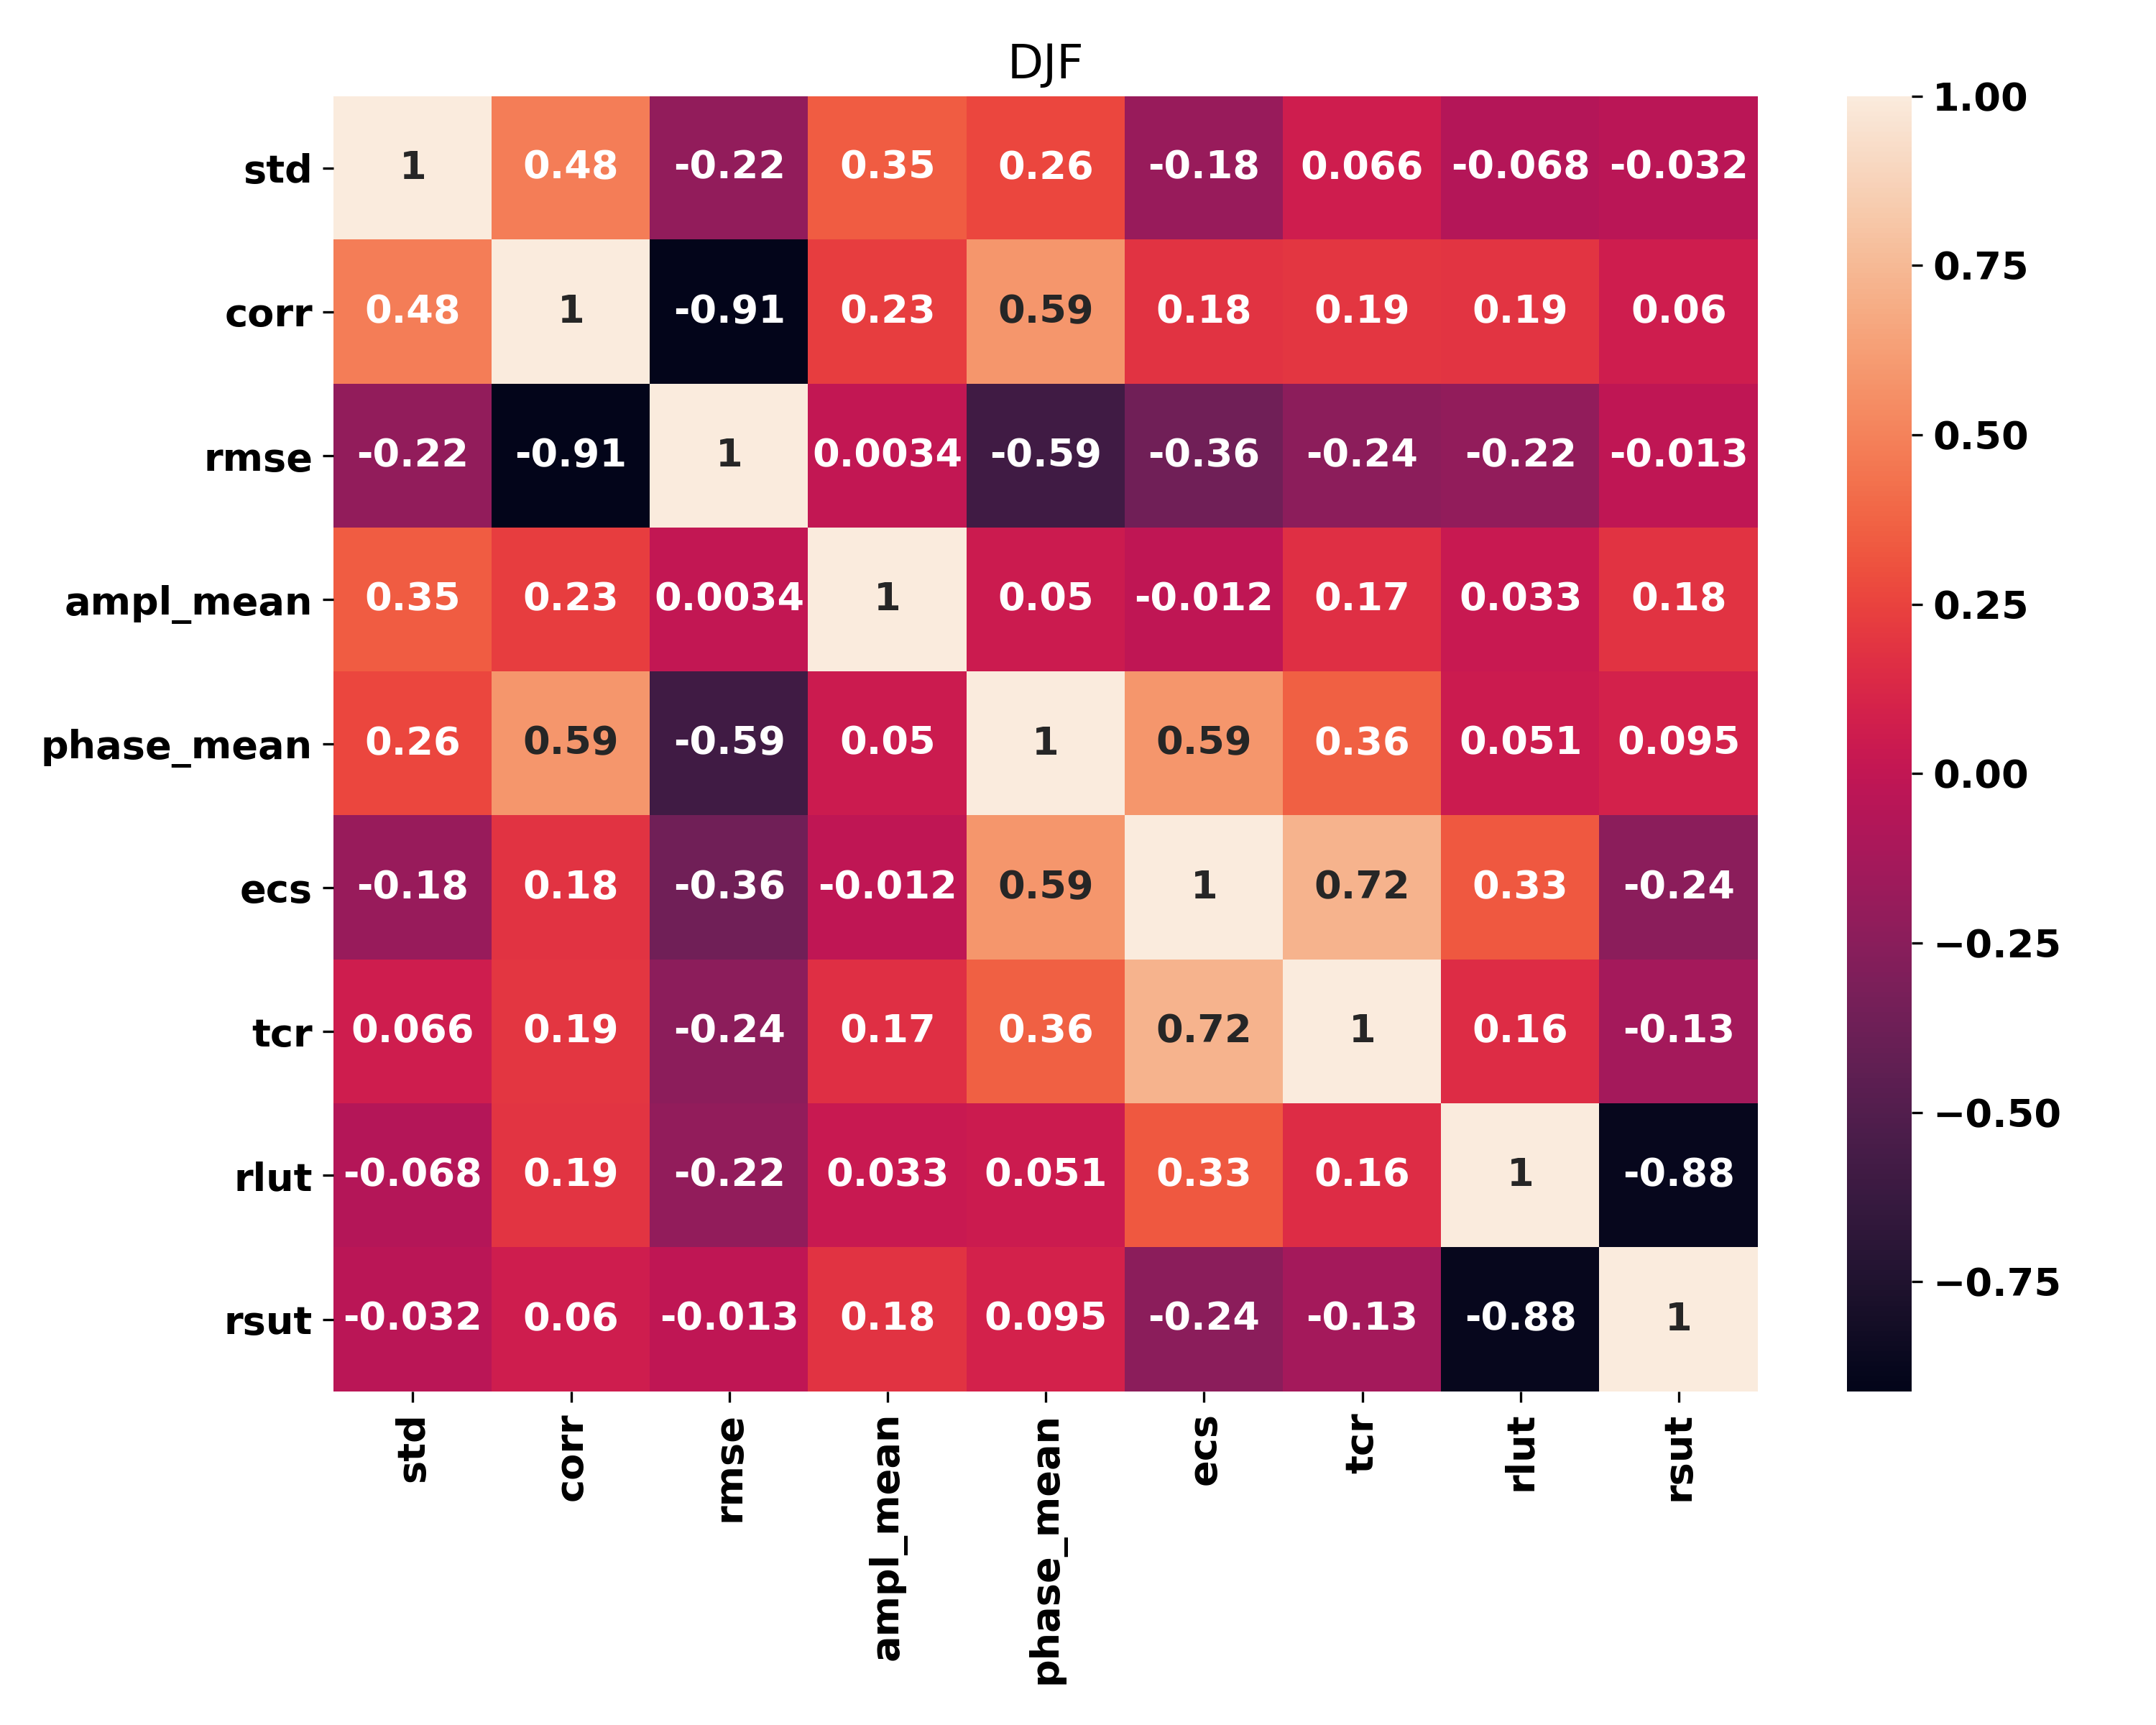 DJF
std 1 0.48 -0.22 0.35 0.26 -0.18 0.066 -0.068 -0.032
corr 0.48 1 -0.91 0.23 0.59 0.18 0.19 0.19 0.06
rmse -0.22 -0.91 1 0.0034 -0.59 -0.36 -0.24 -0.22 -0.013
ampl_mean 0.35 0.23 0.0034 1 0.05 -0.012 0.17 0.033 0.18
phase_mean 0.26 0.59 -0.59 0.05 1 0.59 0.36 0.051 0.095
ecs -0.18 0.18 -0.36 -0.012 0.59 1 0.72 0.33 -0.24
tcr 0.066 0.19 -0.24 0.17 0.36 0.72 1 0.16 -0.13
rlut -0.068 0.19 -0.22 0.033 0.051 0.33 0.16 1 -0.88
rsut -0.032 0.06 -0.013 0.18 0.095 -0.24 -0.13 -0.88 1
std corr rmse ampl_mean phase_mean ecs tcr rlut rsut
1.00
0.75
0.50
0.25
0.00
−0.25
−0.50
−0.75